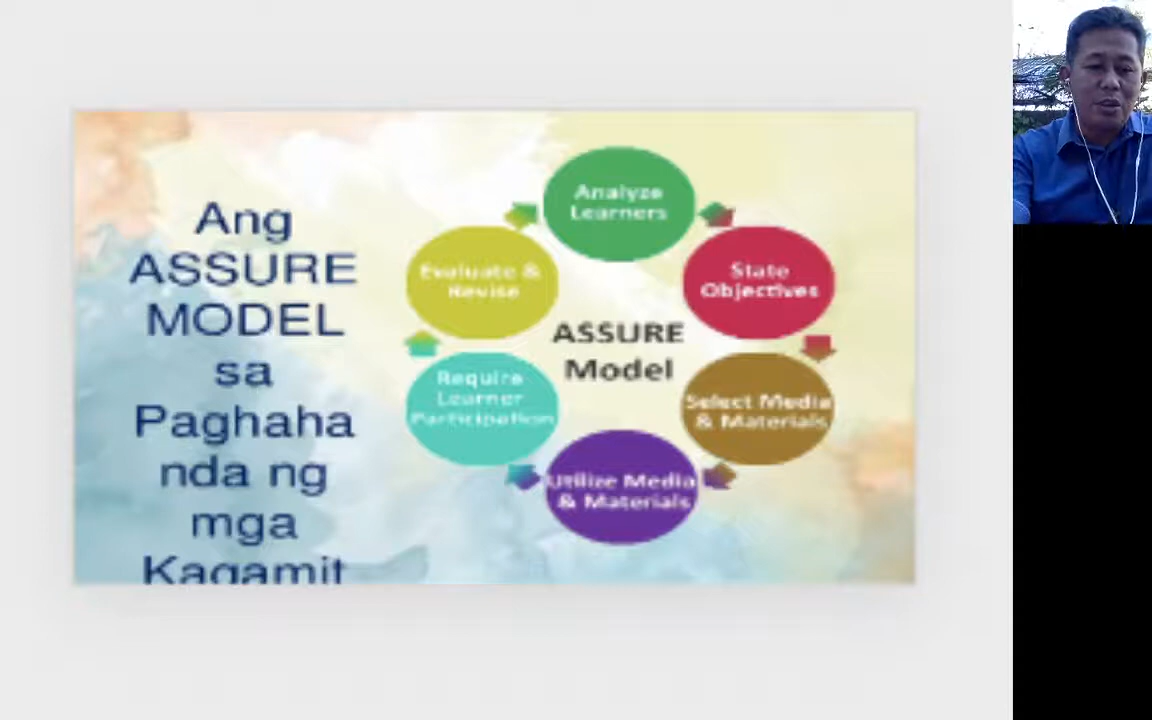 Ang
ASSURE
MODEL
sa
Paghaha
nda ng
mga
Kagamit
Analyze
Learners
State
Objectives
Select Media
& Materials
Utilize Media
& Materials
Require
Learner
Participation
Evaluate &
Revise
ASSURE
Model